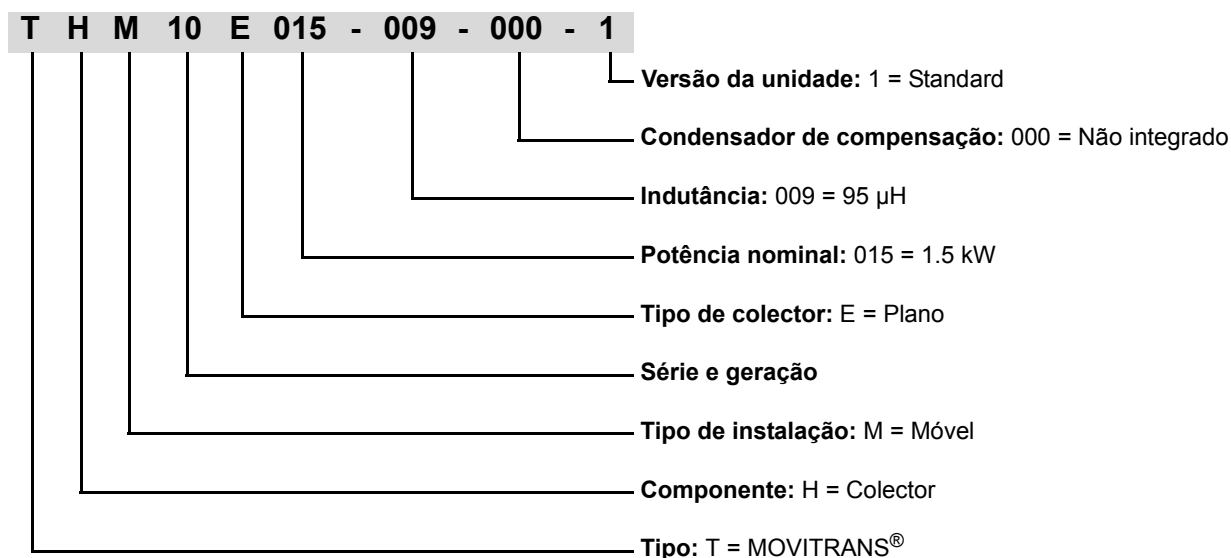 T H M 10 E 015 - 009 - 000 - 1
Versão da unidade: 1 = Standard
Condensador de compensação: 000 = Não integrado
Indutância: 009 = 95 µH
Potência nominal: 015 = 1.5 kW
Tipo de colector: E = Plano
Série e geração
Tipo de instalação: M = Móvel
Componente: H = Colector
Tipo: T = MOVITRANS®